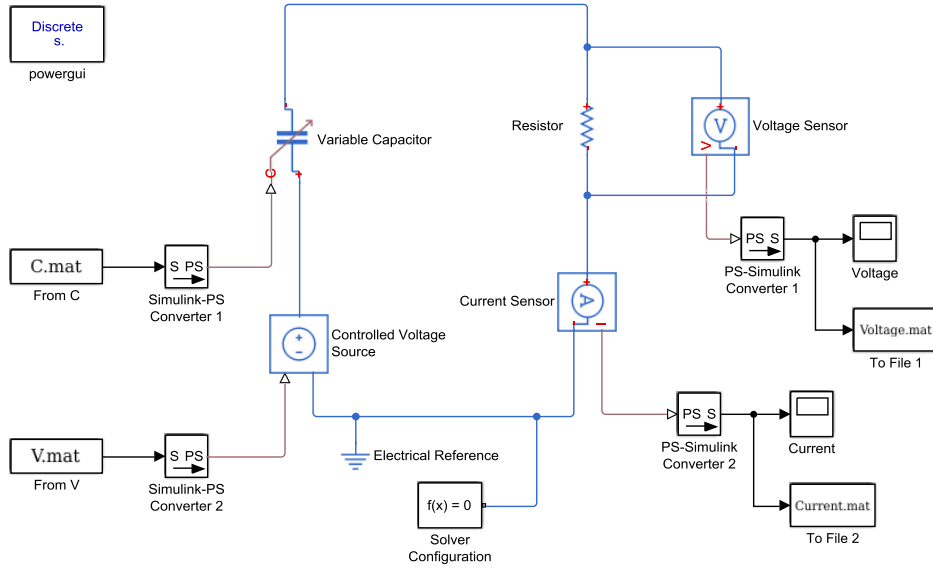 Discrete
s.
powergui
Variable Capacitor
C
+
Resistor
+
V
+
V
Voltage Sensor
C.mat
From C
S PS
Simulink-PS
Converter 1
PS S
PS-Simulink
Converter 1
Voltage
Voltage.mat
To File 1
Current Sensor
+
A
I
Controlled Voltage
Source
+
−
V.mat
From V
S PS
Simulink-PS
Converter 2
Electrical Reference
f(x) = 0
Solver
Configuration
PS S
PS-Simulink
Converter 2
Current
Current.mat
To File 2